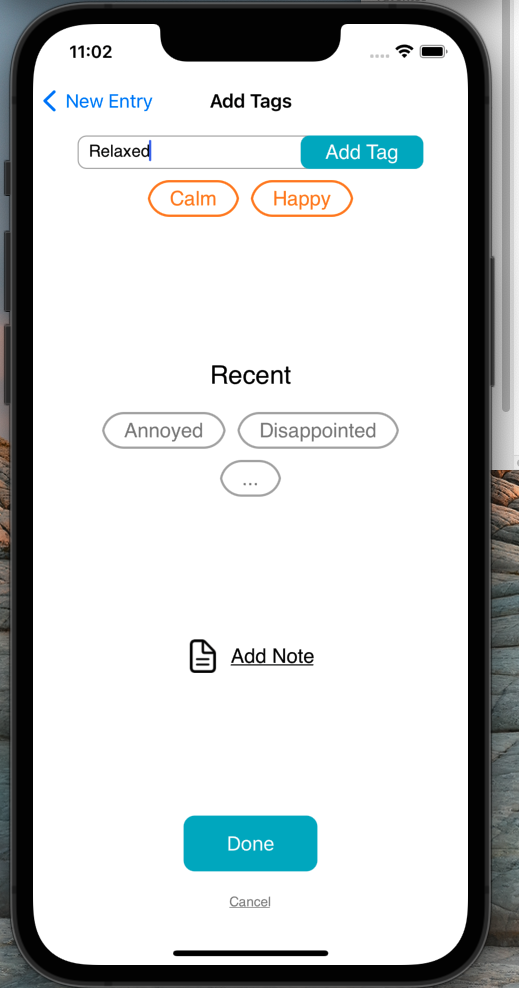 11:02
New Entry Add Tags
Relaxed Add Tag
Calm Happy
Recent
Annoyed Disappointed
...
Add Note
Done
Cancel